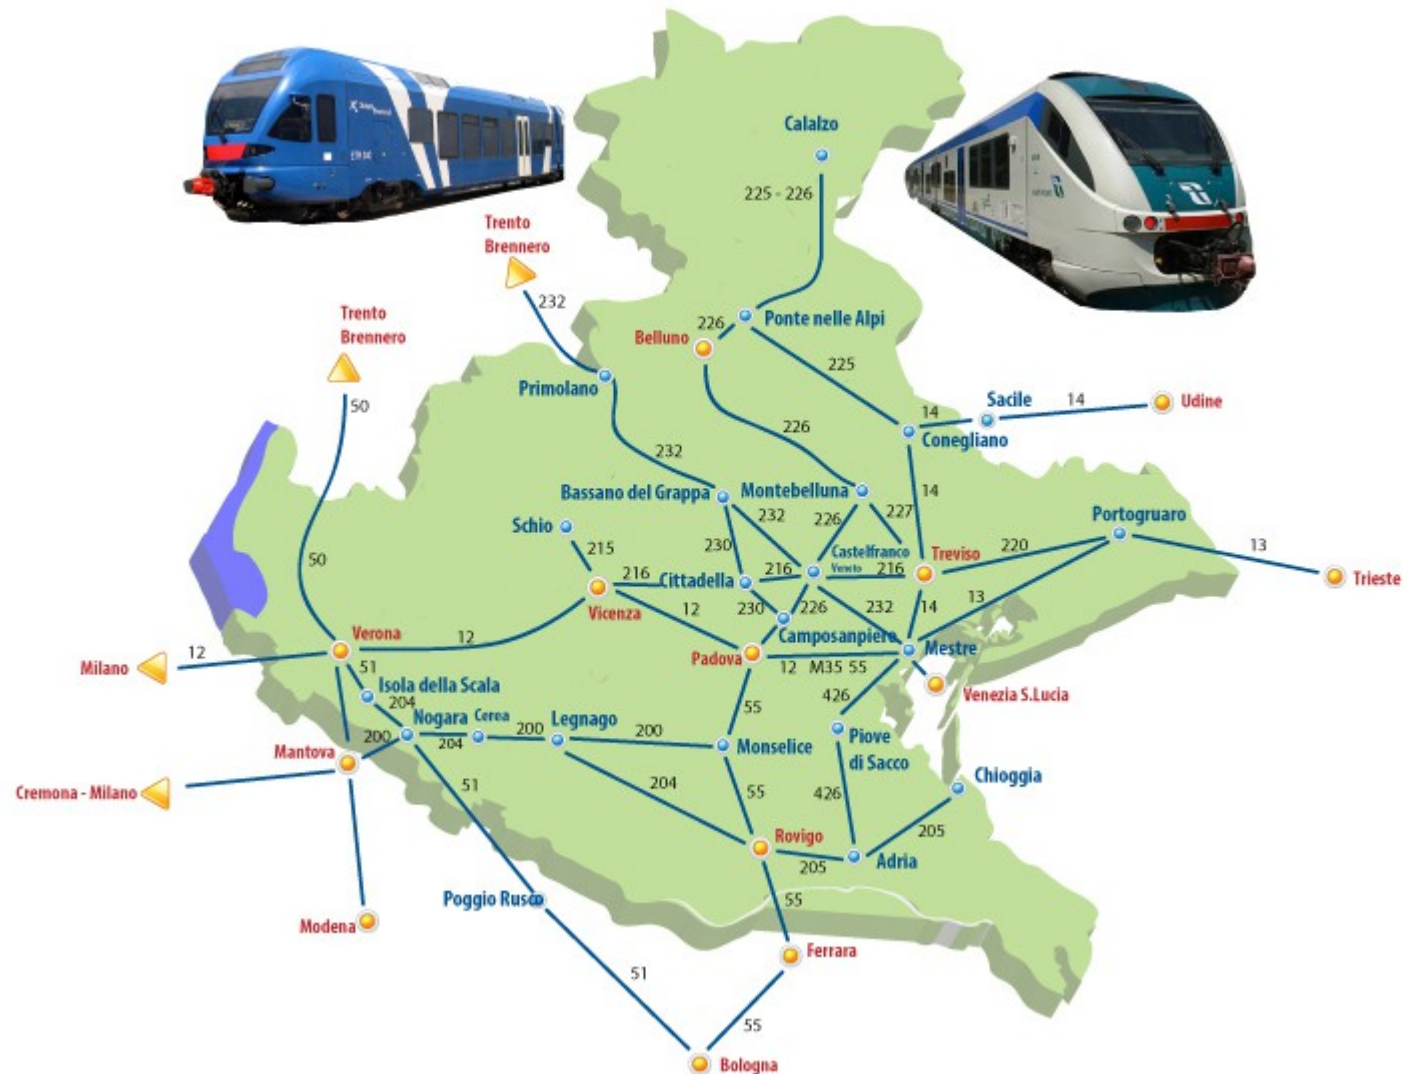 Calalzo
225 - 226
Trento
Brennero
232
Trento
Brennero
226
Ponte nelle Alpi
Belluno
225
Primolano
50
Sacile
14
14
Udine
Conegliano
226
232
Bassano del Grappa
Montebelluna
14
232
226
227
Portogruaro
Schio
215
230
Castelfranco
Veneto
Treviso
220
13
50
216
Cittadella
216
216
Trieste
Vicenza
12
230
226
232
14
13
Verona
12
Camposanpiero
Mestre
Milano
12
51
Padova
12
M35
55
Isola della Scala
204
426
Venezia S.Lucia
Nogara
Cerea
Legnago
55
200
204
200
200
Monselice
Piove
di Sacco
Mantova
Chioggia
Cremona - Milano
51
204
55
426
Rovigo
205
205
Adria
Poggio Rusco
55
Modena
Ferrara
51
55
Bologna